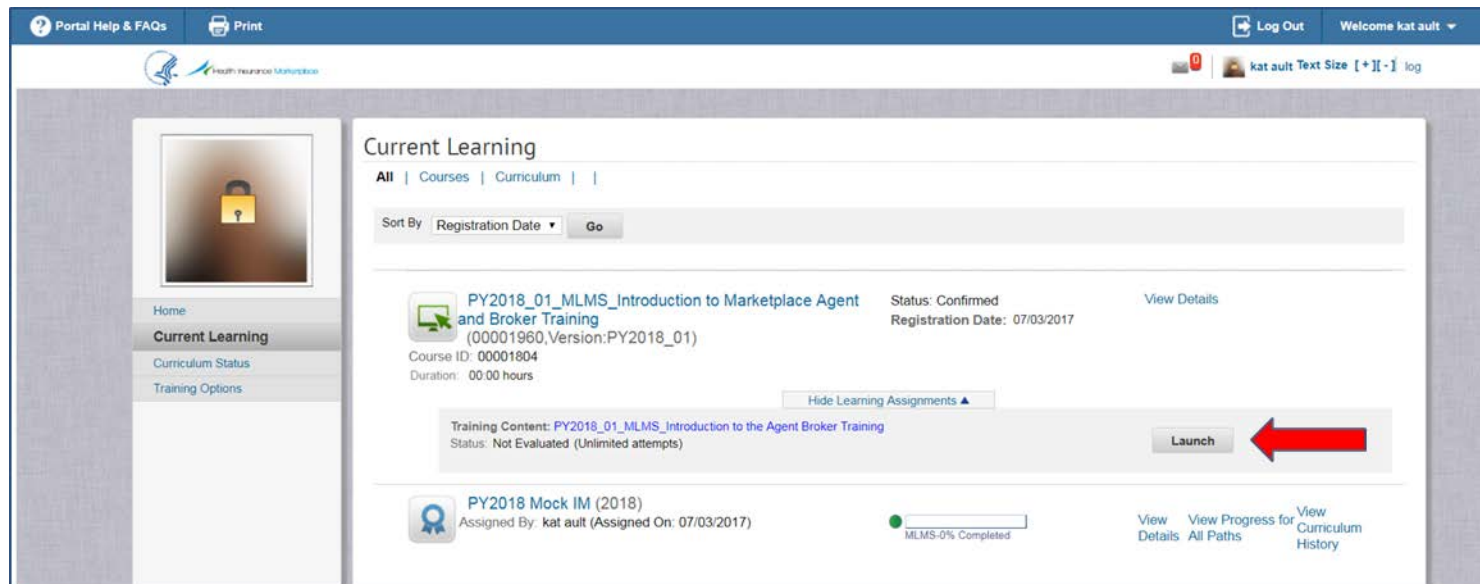 Portal Help & FAQs Print Log Out Welcome kat ault
Health Insurance Marketplace
0 kat ault Text Size [ + ][ - ] log
Current Learning
All | Courses | Curriculum | |
Sort By Registration Date Go
PY2018_01_MLMS_Introduction to Marketplace Agent
and Broker Training
(00001960,Version:PY2018_01)
Course ID: 00001804
Duration: 00:00 hours
Status: Confirmed
Registration Date: 07/03/2017
View Details
Home
Current Learning
Curriculum Status
Training Options
Hide Learning Assignments ▲
Training Content: PY2018_01_MLMS_Introduction to the Agent Broker Training
Status: Not Evaluated (Unlimited attempts)
Launch
PY2018 Mock IM (2018)
Assigned By: kat ault (Assigned On: 07/03/2017)
MLMS-0% Completed
View
Details
View Progress for
All Paths
View
Curriculum
History